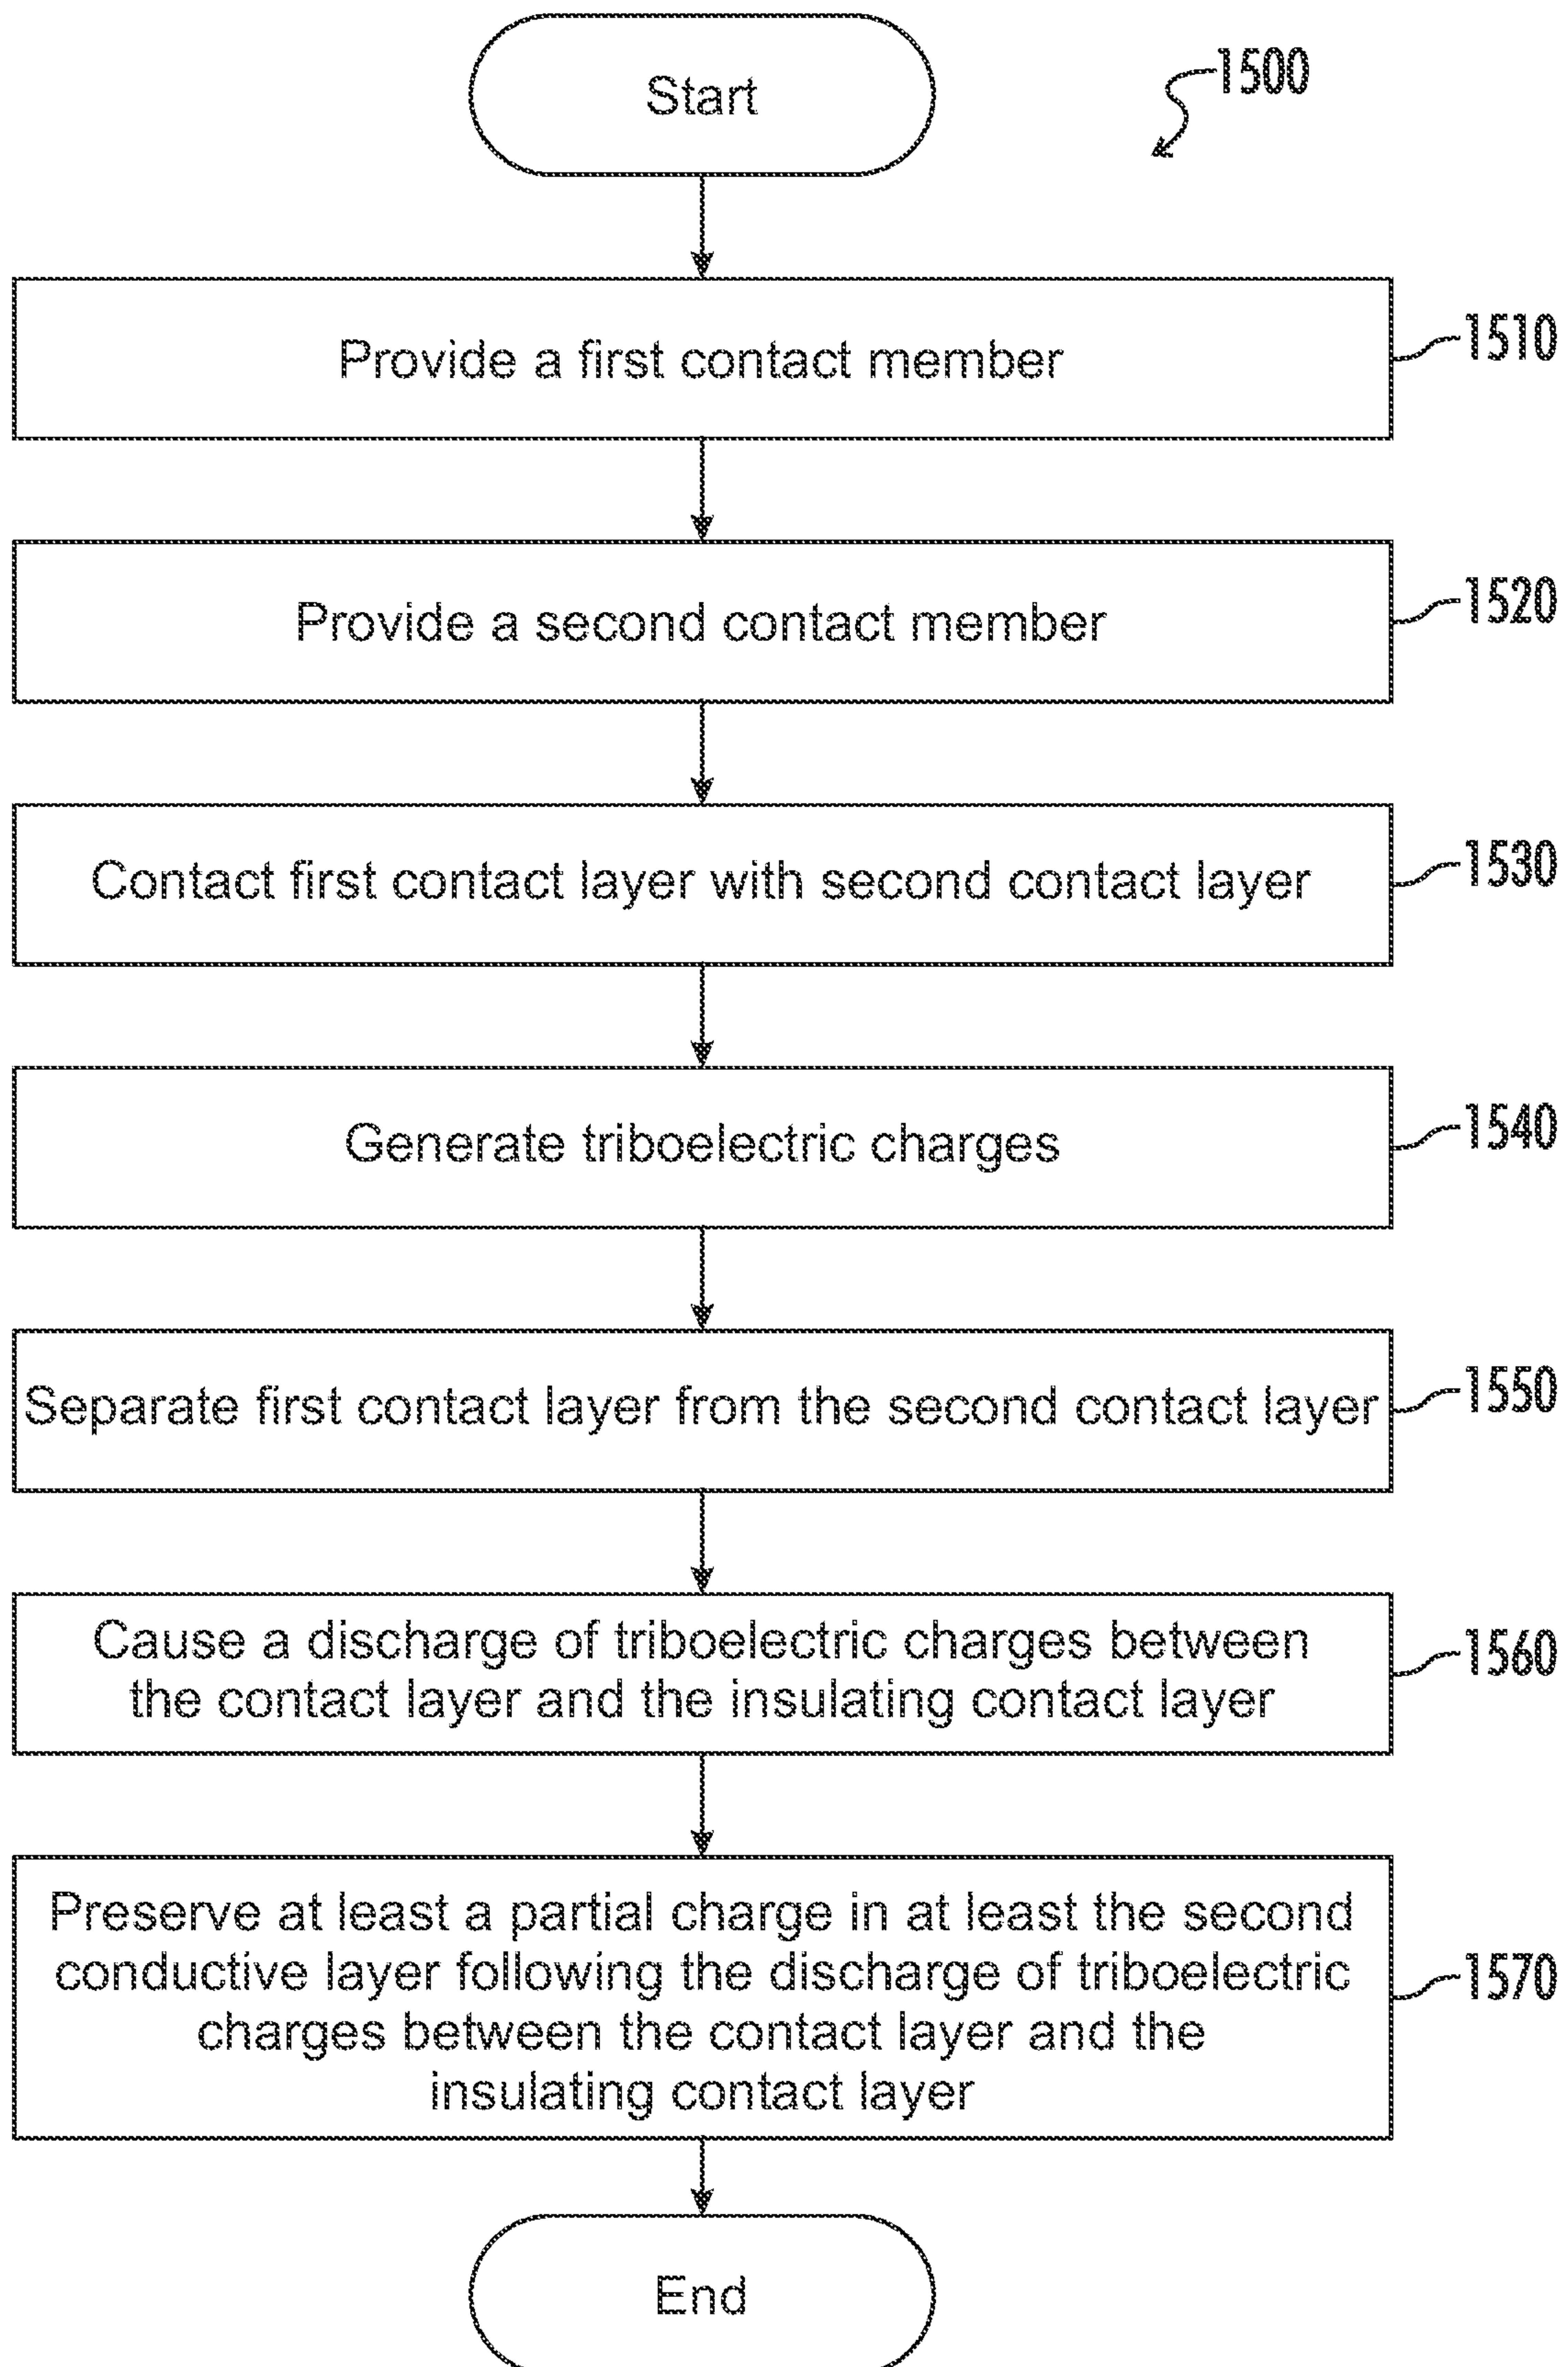 Start
1500
Provide a first contact member
1510
Provide a second contact member
1520
Contact first contact layer with second contact layer
1530
Generate triboelectric charges
1540
Separate first contact layer from the second contact layer
1550
Cause a discharge of triboelectric charges between
the contact layer and the insulating contact layer
1560
Preserve at least a partial charge in at least the second
conductive layer following the discharge of triboelectric
charges between the contact layer and the
insulating contact layer
1570
End